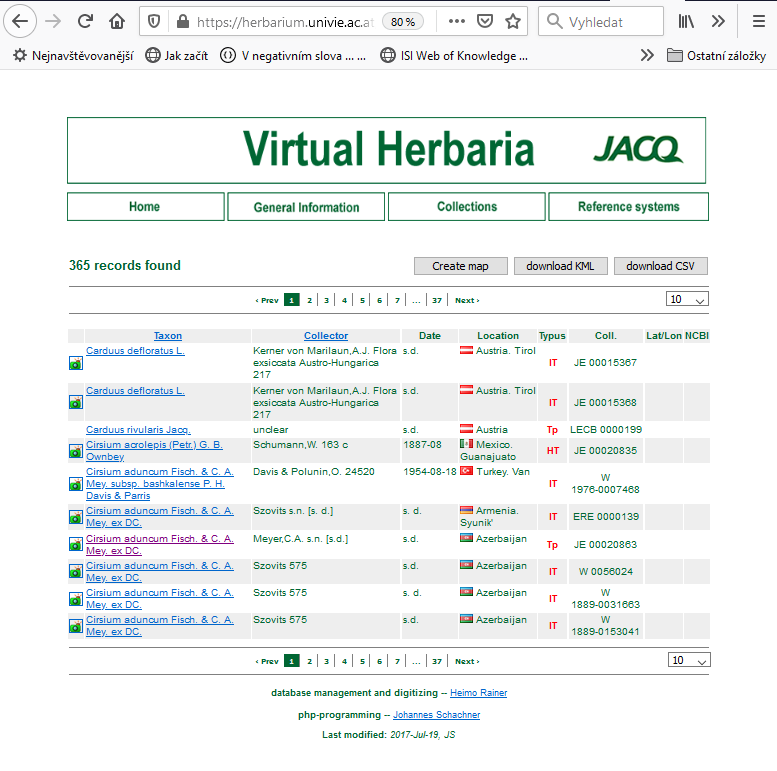 https://herbarium.univie.ac.at 80 % Vyhledat
Nejnavštěvovanější Jak začít V negativním slova ... ... ISI Web of Knowledge ... Ostatní záložky
Virtual Herbaria JACQ
Home General Information Collections Reference systems
365 records found Create map download KML download CSV
‹ Prev 1 2 3 4 5 6 7 ... 37 Next › 10
Taxon Collector Date Location Typus Coll. Lat/Lon NCBI
Carduus defloratus L. Kerner von Marilaun,A.J. Flora s.d. Austria. Tirol
exsiccata Austro-Hungarica IT JE 00015367
217
Carduus defloratus L. Kerner von Marilaun,A.J. Flora s.d. Austria. Tirol
exsiccata Austro-Hungarica IT JE 00015368
217
Carduus rivularis Jacq. unclear s.d. Austria Tp LECB 0000199
Cirsium acrolepis (Petr.) G. B. Schumann,W. 163 c 1887-08 Mexico. HT JE 00020835
Ownbey Guanajuato
Cirsium aduncum Fisch. & C. A. Davis & Polunin,O. 24520 1954-08-18 Turkey. Van
Mey. subsp. bashkalense P. H. IT W
Davis & Parris 1976-0007468
Cirsium aduncum Fisch. & C. A. Szovits s.n. [s. d.] s. d. Armenia. IT ERE 0000139
Mey. ex DC. Syunik'
Cirsium aduncum Fisch. & C. A. Meyer,C.A. s.n. [s.d.] s.d. Azerbaijan Tp JE 00020863
Mey. ex DC.
Cirsium aduncum Fisch. & C. A. Szovits 575 s.d. Azerbaijan IT W 0056024
Mey. ex DC.
Cirsium aduncum Fisch. & C. A. Szovits 575 s. d. Azerbaijan IT W
Mey. ex DC. 1889-0031663
Cirsium aduncum Fisch. & C. A. Szovits 575 s.d. Azerbaijan IT W
Mey. ex DC. 1889-0153041
‹ Prev 1 2 3 4 5 6 7 ... 37 Next › 10
database management and digitizing -- Heimo Rainer
php-programming -- Johannes Schachner
Last modified: 2017-Jul-19, JS